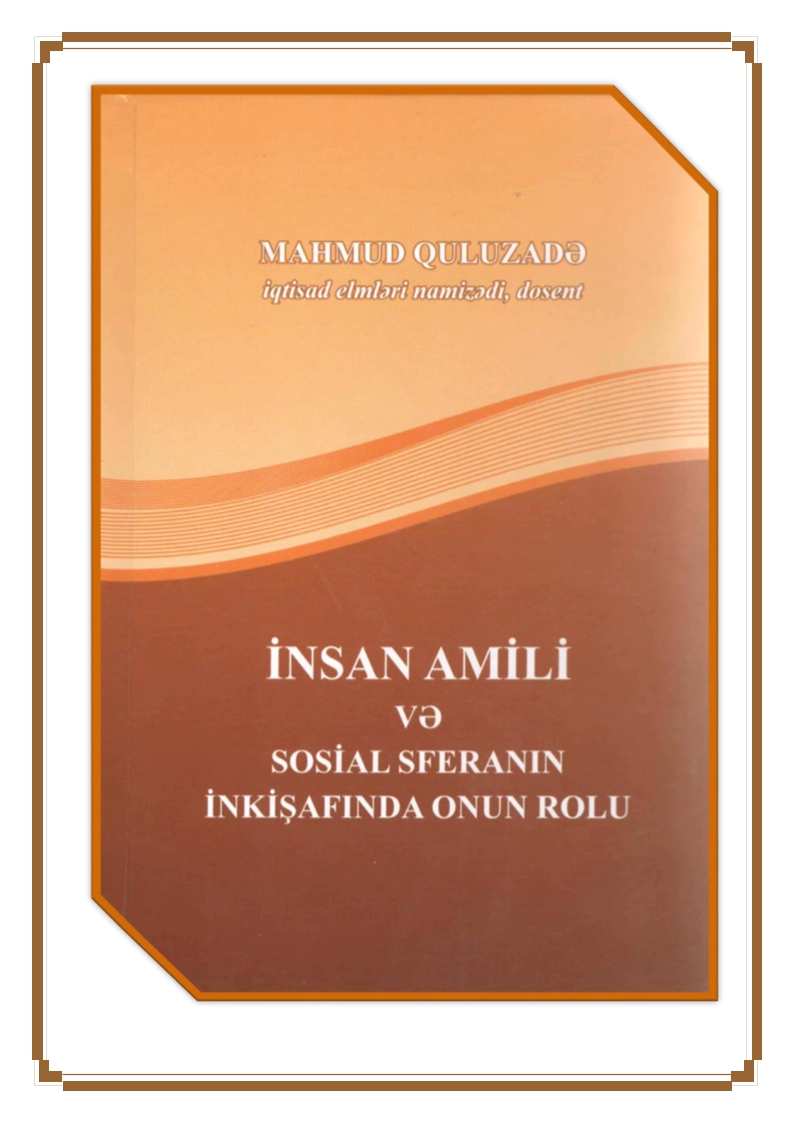 MAHMUD QULUZADƏ
iqtisad elmləri namizədi, dosent
İNSAN AMİLİ
VƏ
SOSİAL SFERANIN
İNKİŞAFINDA ONUN ROLU